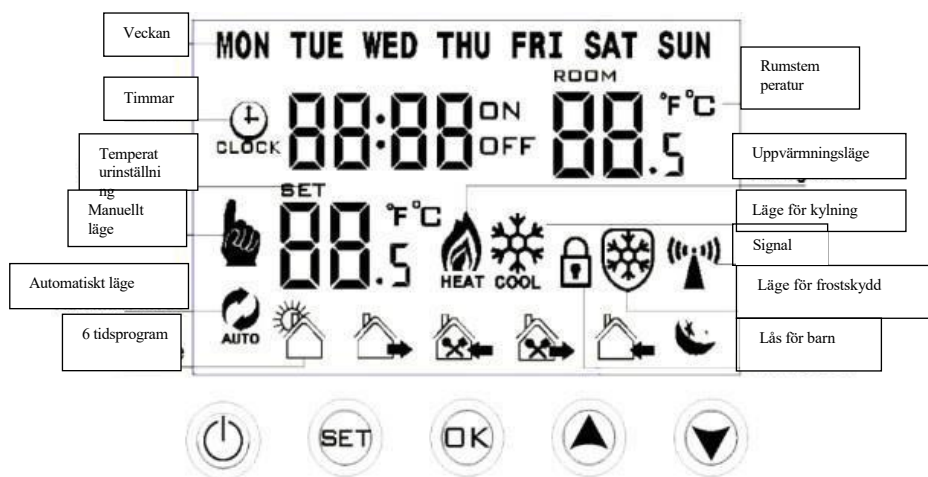 Veckan
MON TUE WED THU FRI SAT SUN
ROOM
Rumstem
peratur
Timmar
CLOCK
88:88
ON
OFF
88.5
°F°C
Temperat
urinställni
ng
Uppvärmningsläge
SET
Manuellt
läge
88.5
°F°C
HEAT
COOL
Läge för kylning
Signal
Automatiskt läge
AUTO
Läge för frostskydd
6 tidsprogram
Lås för barn
SET
OK